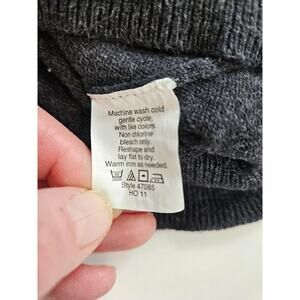 Machine wash cold
gentle cycle,
with like colors.
Non chlorine
bleach only.
Reshape and
lay flat to dry.
Warm iron as needed.
Style 47085
HO 11